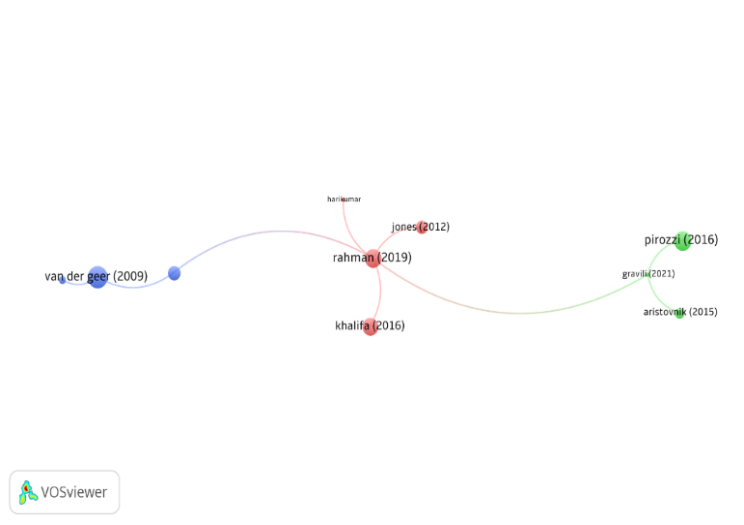 harikumar
jones (2012)
rahman (2019)
pirozzi (2016)
van der geer (2009)
gravili (2021)
aristovnik (2015)
khalifa (2016)
VOSviewer